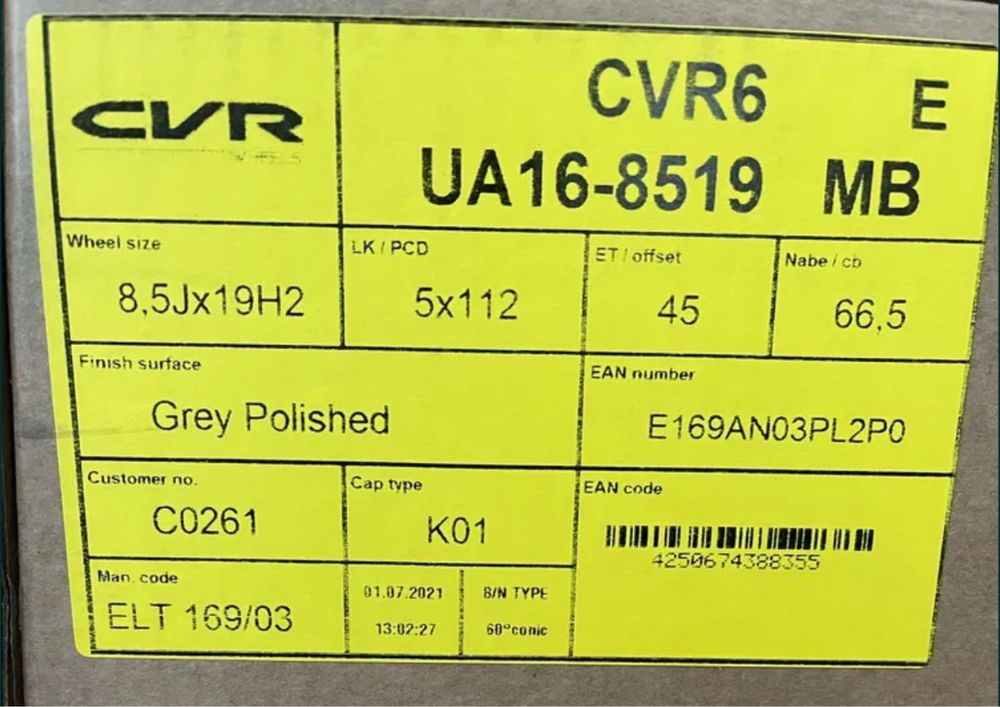 CVR
CVR6 E
UA16-8519 MB
Wheel size
8,5Jx19H2
LK / PCD
5x112
ET / offset
45
Nabe / cb
66,5
Finish surface
Grey Polished
EAN number
E169AN03PL2P0
Customer no.
C0261
Cap type
K01
EAN code
4250674388355
Man. code
ELT 169/03
01.07.2021
13:02:27
B/N TYPE
60°conic